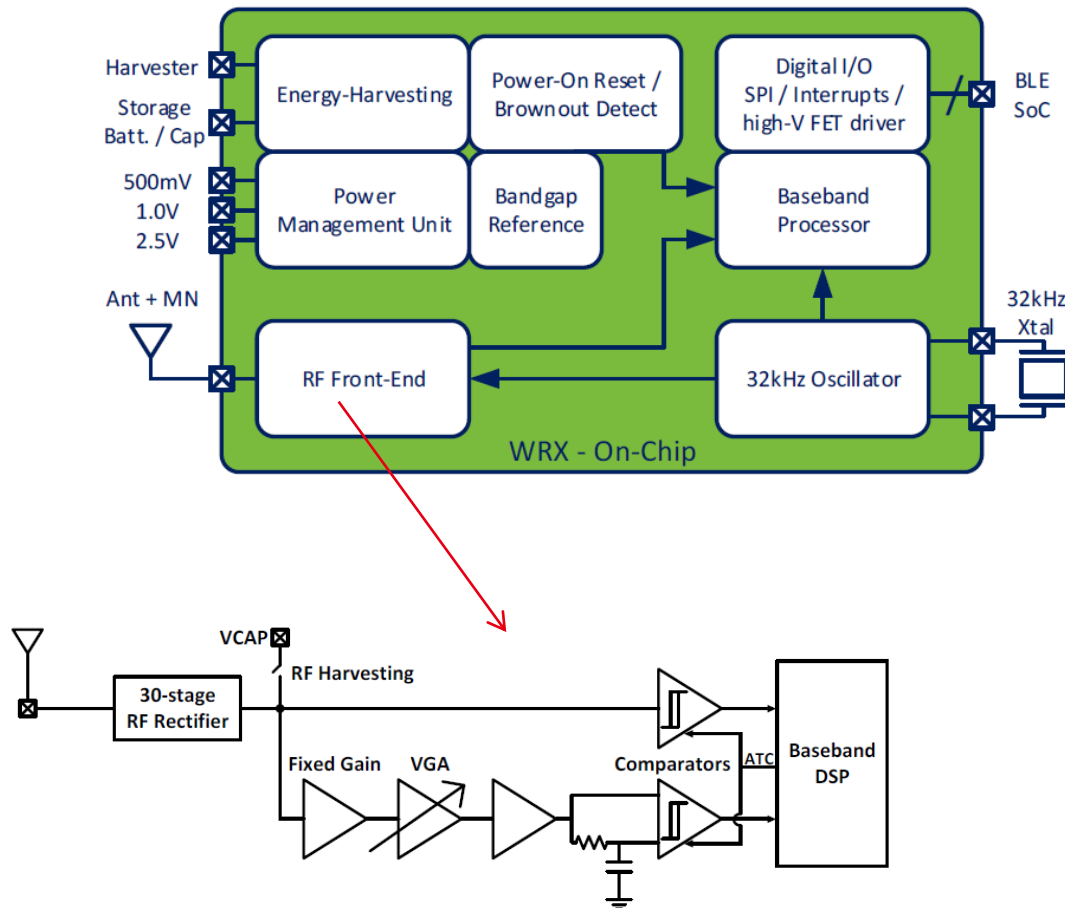 Harvester
Storage
Batt. / Cap
500mV
1.0V
2.5V
Ant + MN
Energy-Harvesting
Power-On Reset /
Brownout Detect
Digital I/O
SPI / Interrupts /
high-V FET driver
BLE
SoC
Power
Management Unit
Bandgap
Reference
Baseband
Processor
RF Front-End
32kHz Oscillator
32kHz
Xtal
WRX - On-Chip
VCAP
RF Harvesting
30-stage
RF Rectifier
Fixed Gain
VGA
Comparators
ATC
Baseband
DSP